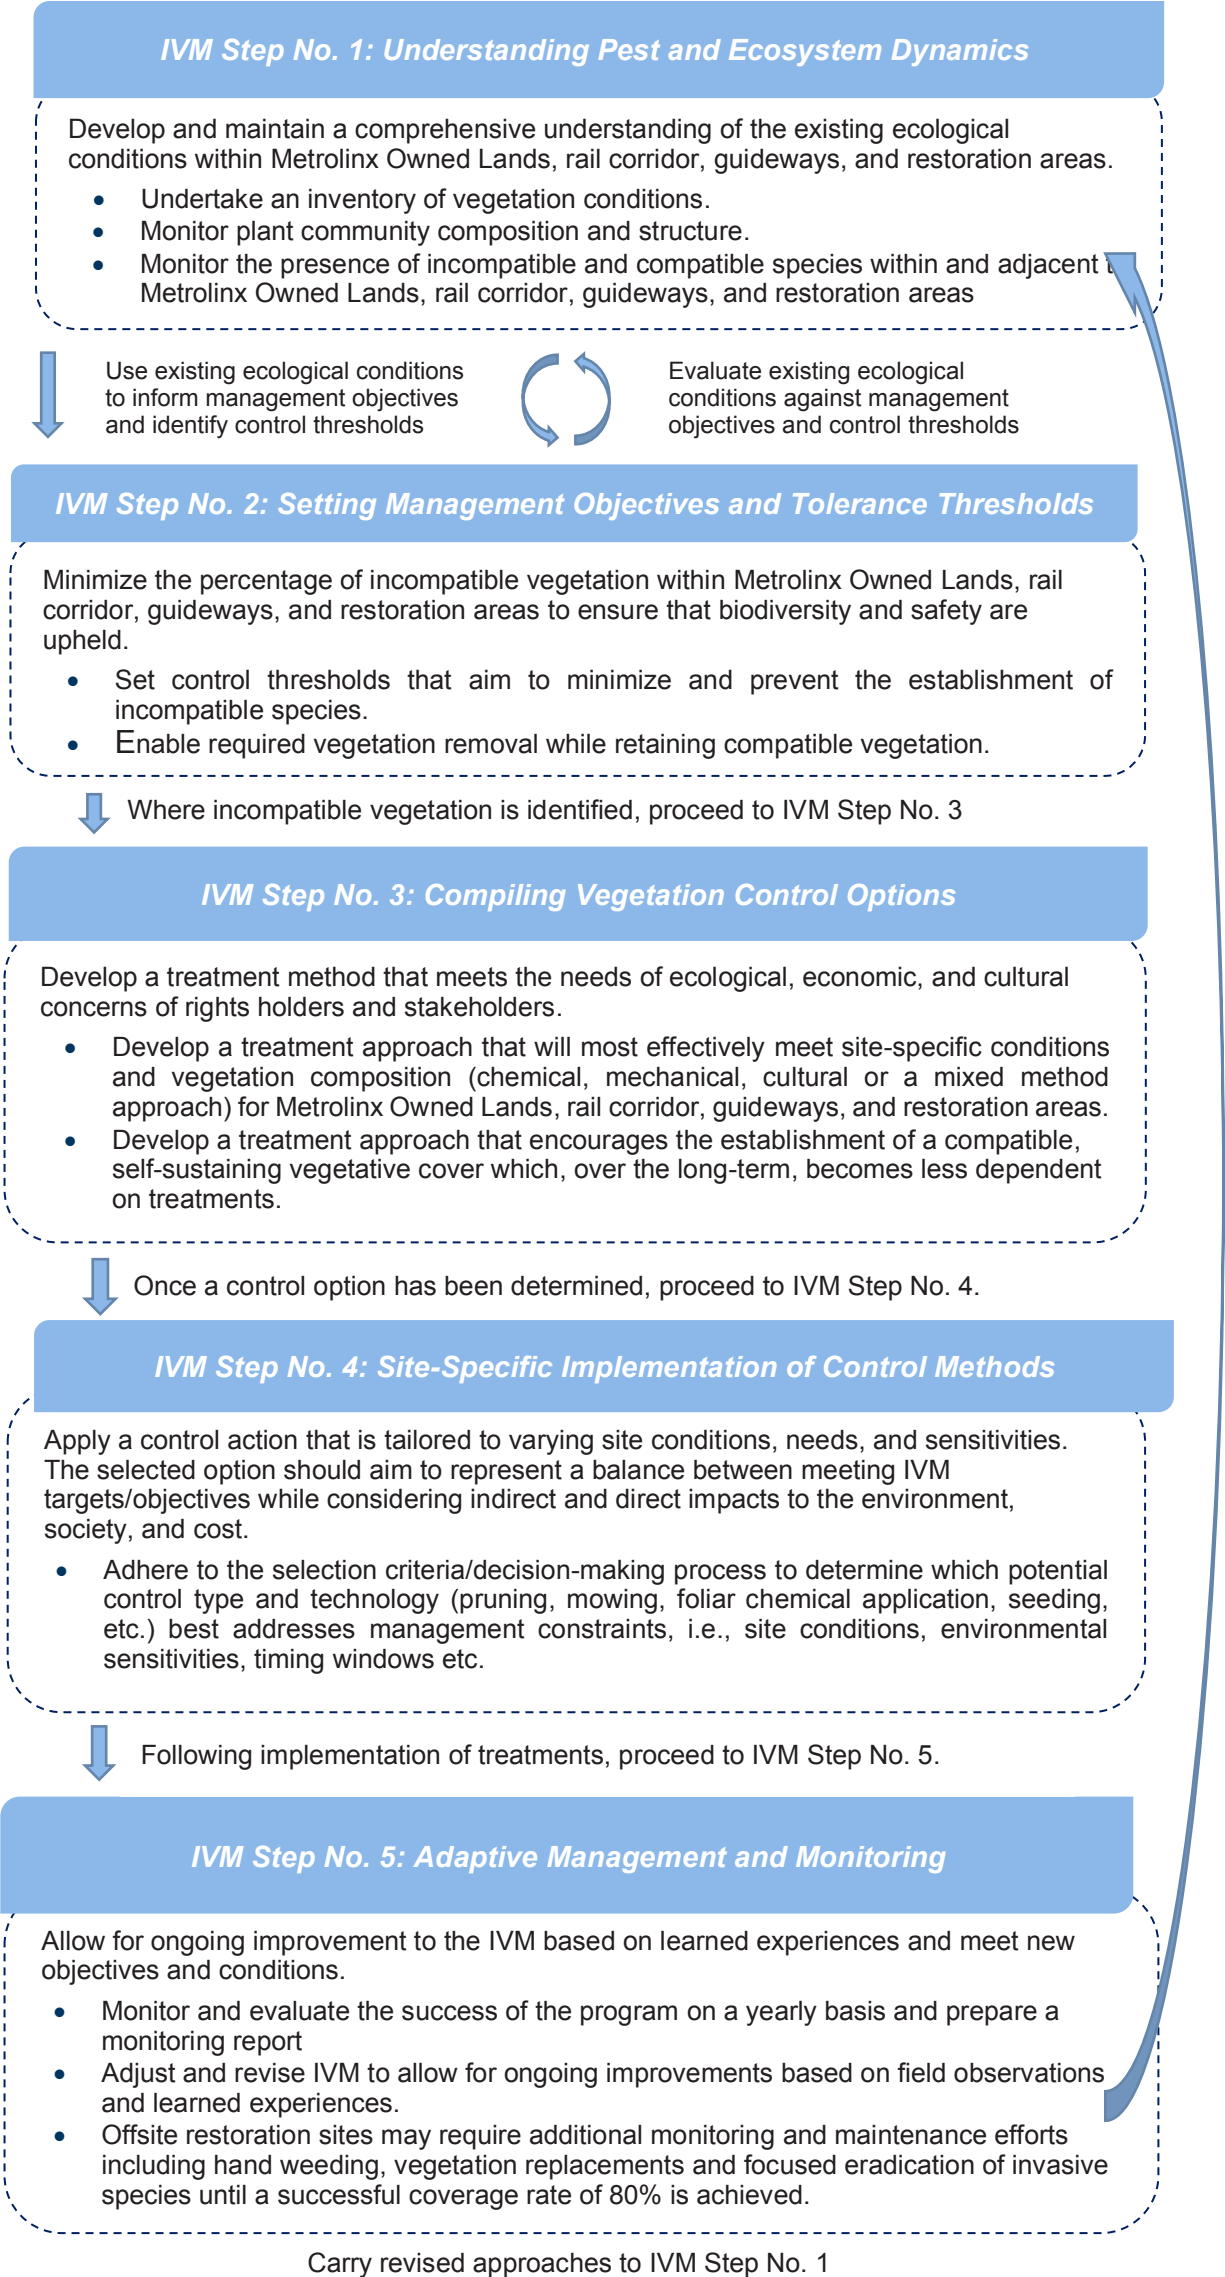 IVM Step No. 1: Understanding Pest and Ecosystem Dynamics
Develop and maintain a comprehensive understanding of the existing ecological
conditions within Metrolinx Owned Lands, rail corridor, guideways, and restoration areas.
• Undertake an inventory of vegetation conditions.
• Monitor plant community composition and structure.
• Monitor the presence of incompatible and compatible species within and adjacent
Metrolinx Owned Lands, rail corridor, guideways, and restoration areas
Use existing ecological conditions
to inform management objectives
and identify control thresholds
Evaluate existing ecological
conditions against management
objectives and control thresholds
IVM Step No. 2: Setting Management Objectives and Tolerance Thresholds
Minimize the percentage of incompatible vegetation within Metrolinx Owned Lands, rail
corridor, guideways, and restoration areas to ensure that biodiversity and safety are
upheld.
• Set control thresholds that aim to minimize and prevent the establishment of
incompatible species.
• Enable required vegetation removal while retaining compatible vegetation.
Where incompatible vegetation is identified, proceed to IVM Step No. 3
IVM Step No. 3: Compiling Vegetation Control Options
Develop a treatment method that meets the needs of ecological, economic, and cultural
concerns of rights holders and stakeholders.
• Develop a treatment approach that will most effectively meet site-specific conditions
and vegetation composition (chemical, mechanical, cultural or a mixed method
approach) for Metrolinx Owned Lands, rail corridor, guideways, and restoration areas.
• Develop a treatment approach that encourages the establishment of a compatible,
self-sustaining vegetative cover which, over the long-term, becomes less dependent
on treatments.
Once a control option has been determined, proceed to IVM Step No. 4.
IVM Step No. 4: Site-Specific Implementation of Control Methods
Apply a control action that is tailored to varying site conditions, needs, and sensitivities.
The selected option should aim to represent a balance between meeting IVM
targets/objectives while considering indirect and direct impacts to the environment,
society, and cost.
• Adhere to the selection criteria/decision-making process to determine which potential
control type and technology (pruning, mowing, foliar chemical application, seeding,
etc.) best addresses management constraints, i.e., site conditions, environmental
sensitivities, timing windows etc.
Following implementation of treatments, proceed to IVM Step No. 5.
IVM Step No. 5: Adaptive Management and Monitoring
Allow for ongoing improvement to the IVM based on learned experiences and meet new
objectives and conditions.
• Monitor and evaluate the success of the program on a yearly basis and prepare a
monitoring report
• Adjust and revise IVM to allow for ongoing improvements based on field observations
and learned experiences.
• Offsite restoration sites may require additional monitoring and maintenance efforts
including hand weeding, vegetation replacements and focused eradication of invasive
species until a successful coverage rate of 80% is achieved.
Carry revised approaches to IVM Step No. 1